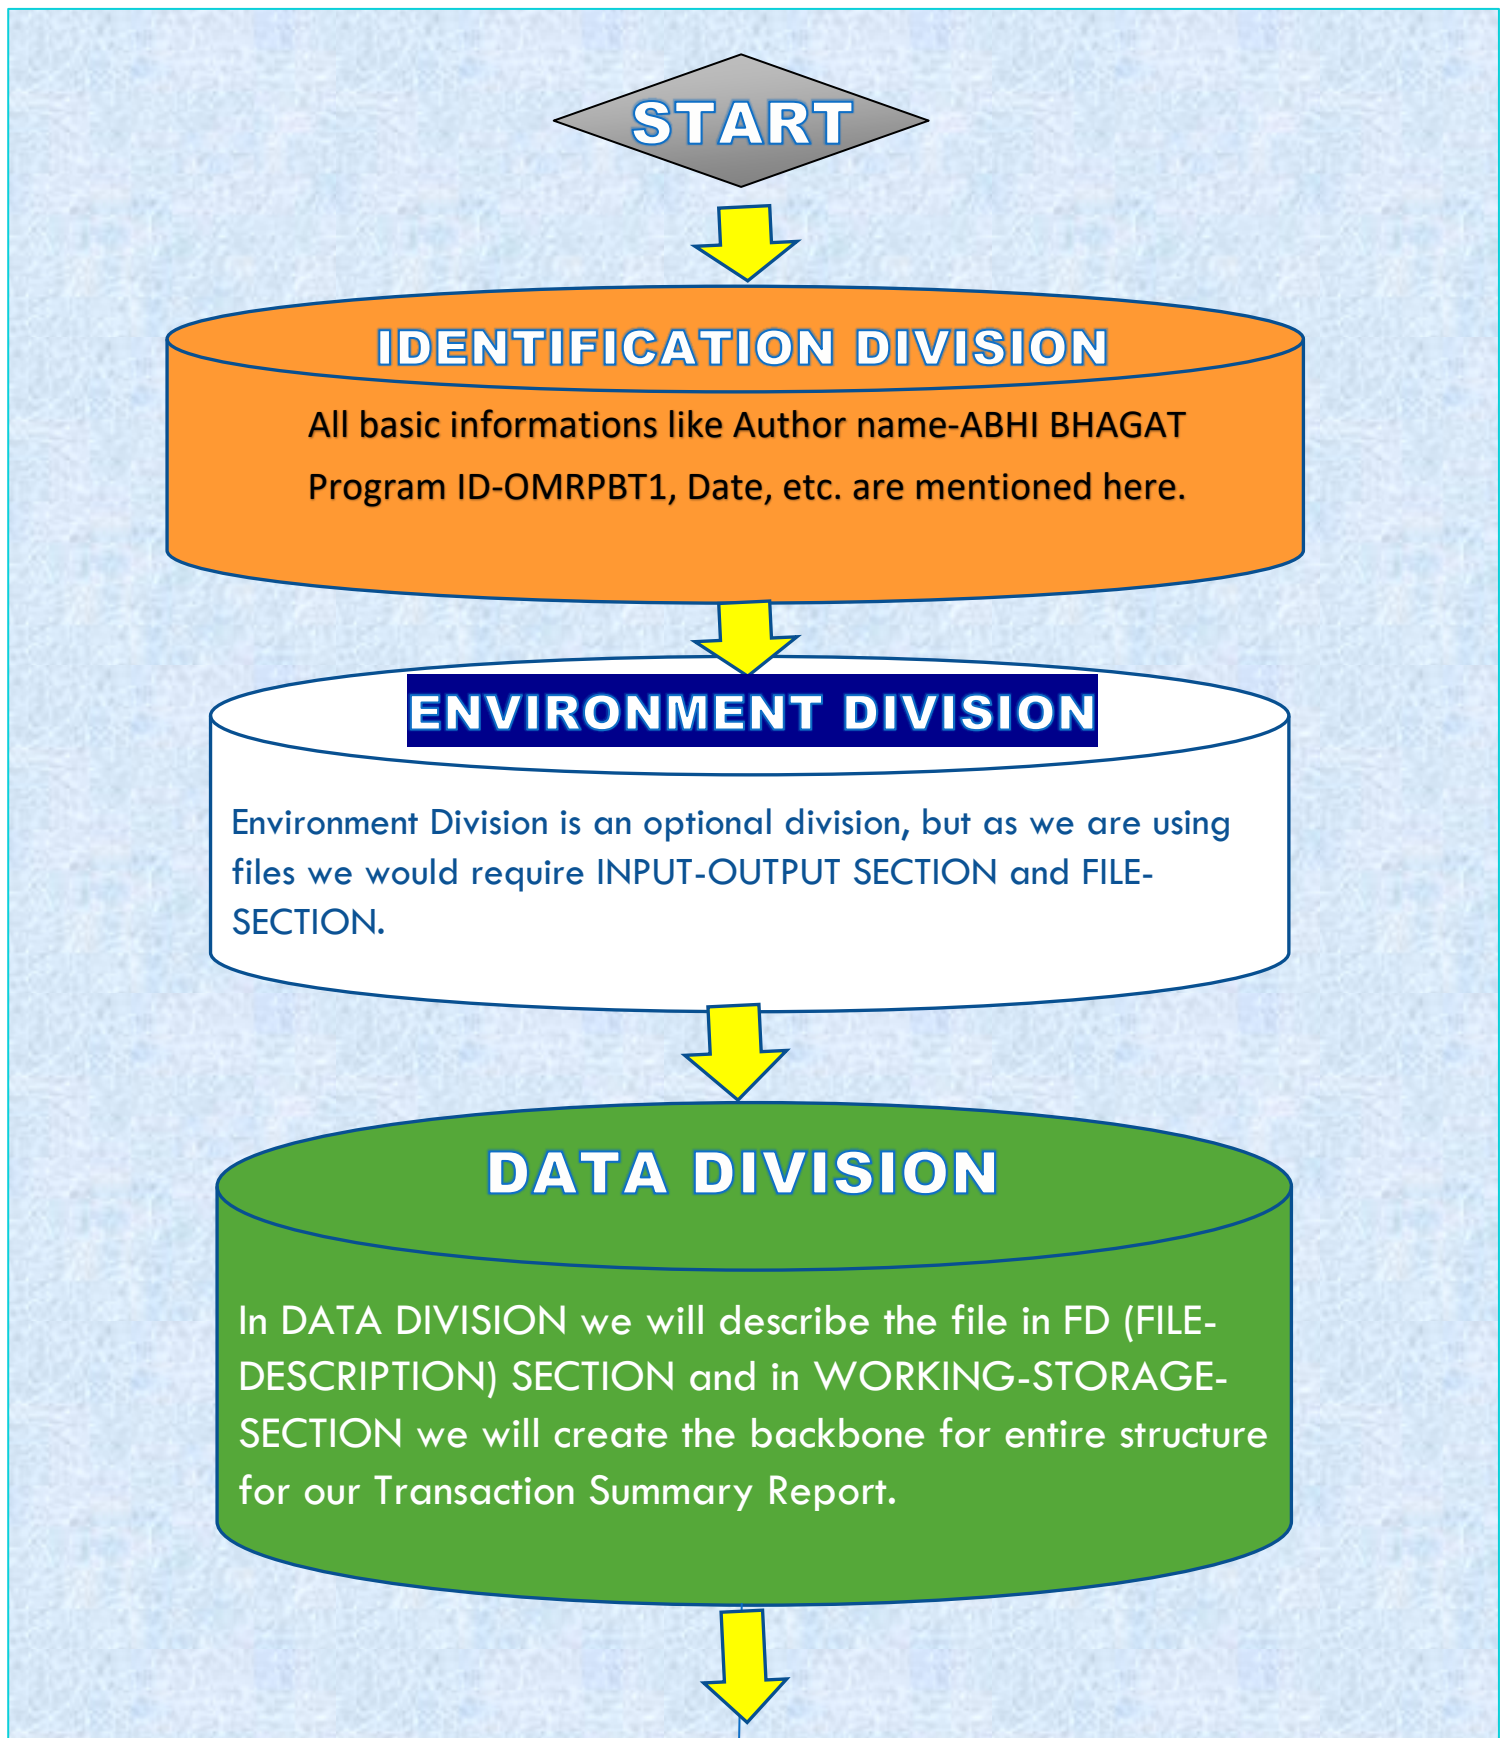 START
IDENTIFICATION DIVISION
All basic informations like Author name-ABHI BHAGAT
Program ID-OMRPBT1, Date, etc. are mentioned here.
ENVIRONMENT DIVISION
Environment Division is an optional division, but as we are using
files we would require INPUT-OUTPUT SECTION and FILE-
SECTION.
DATA DIVISION
In DATA DIVISION we will describe the file in FD (FILE-
DESCRIPTION) SECTION and in WORKING-STORAGE-
SECTION we will create the backbone for entire structure
for our Transaction Summary Report.